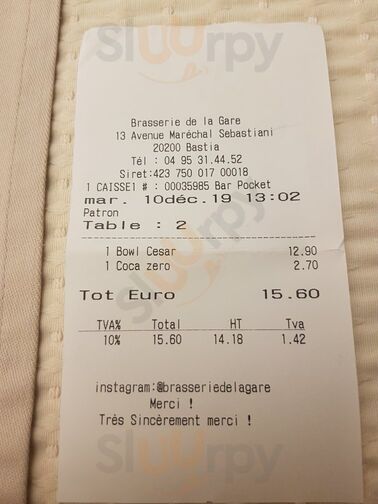 Sluurpy
Brasserie de la Gare
13 Avenue Maréchal Sebastiani
20200 Bastia
Tél : 04 95 31.44.52
Siret:423 750 017 00018
1 CAISSE1 # : 00035985 Bar Pocket
mar. 10déc.19 13:02
Patron
Table : 2
1 Bowl Cesar 12.90
1 Coca zero 2.70
Tot Euro 15.60
TVA% Total HT Tva
10% 15.60 14.18 1.42
instagram:@brasseriedelagare
Merci !
Très Sincèrement merci !
Sluurpy